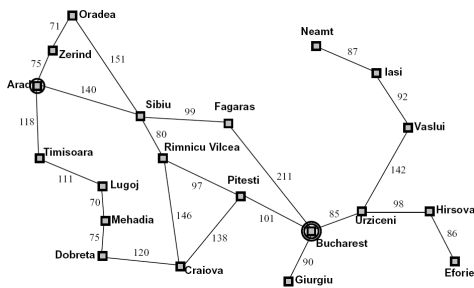 Oradea
Neamt
71
87
Zerind
151
Iasi
75
Arad
140
92
Sibiu
99
Fagaras
118
Vaslui
80
Timisoara
Rimnicu Vilcea
142
111
Lugoj
97
Pitesti
211
70
98
Hirsova
Mehadia
146
101
85
Urziceni
75
138
86
Bucharest
Dobreta
120
90
Craiova
Eforie
Giurgiu